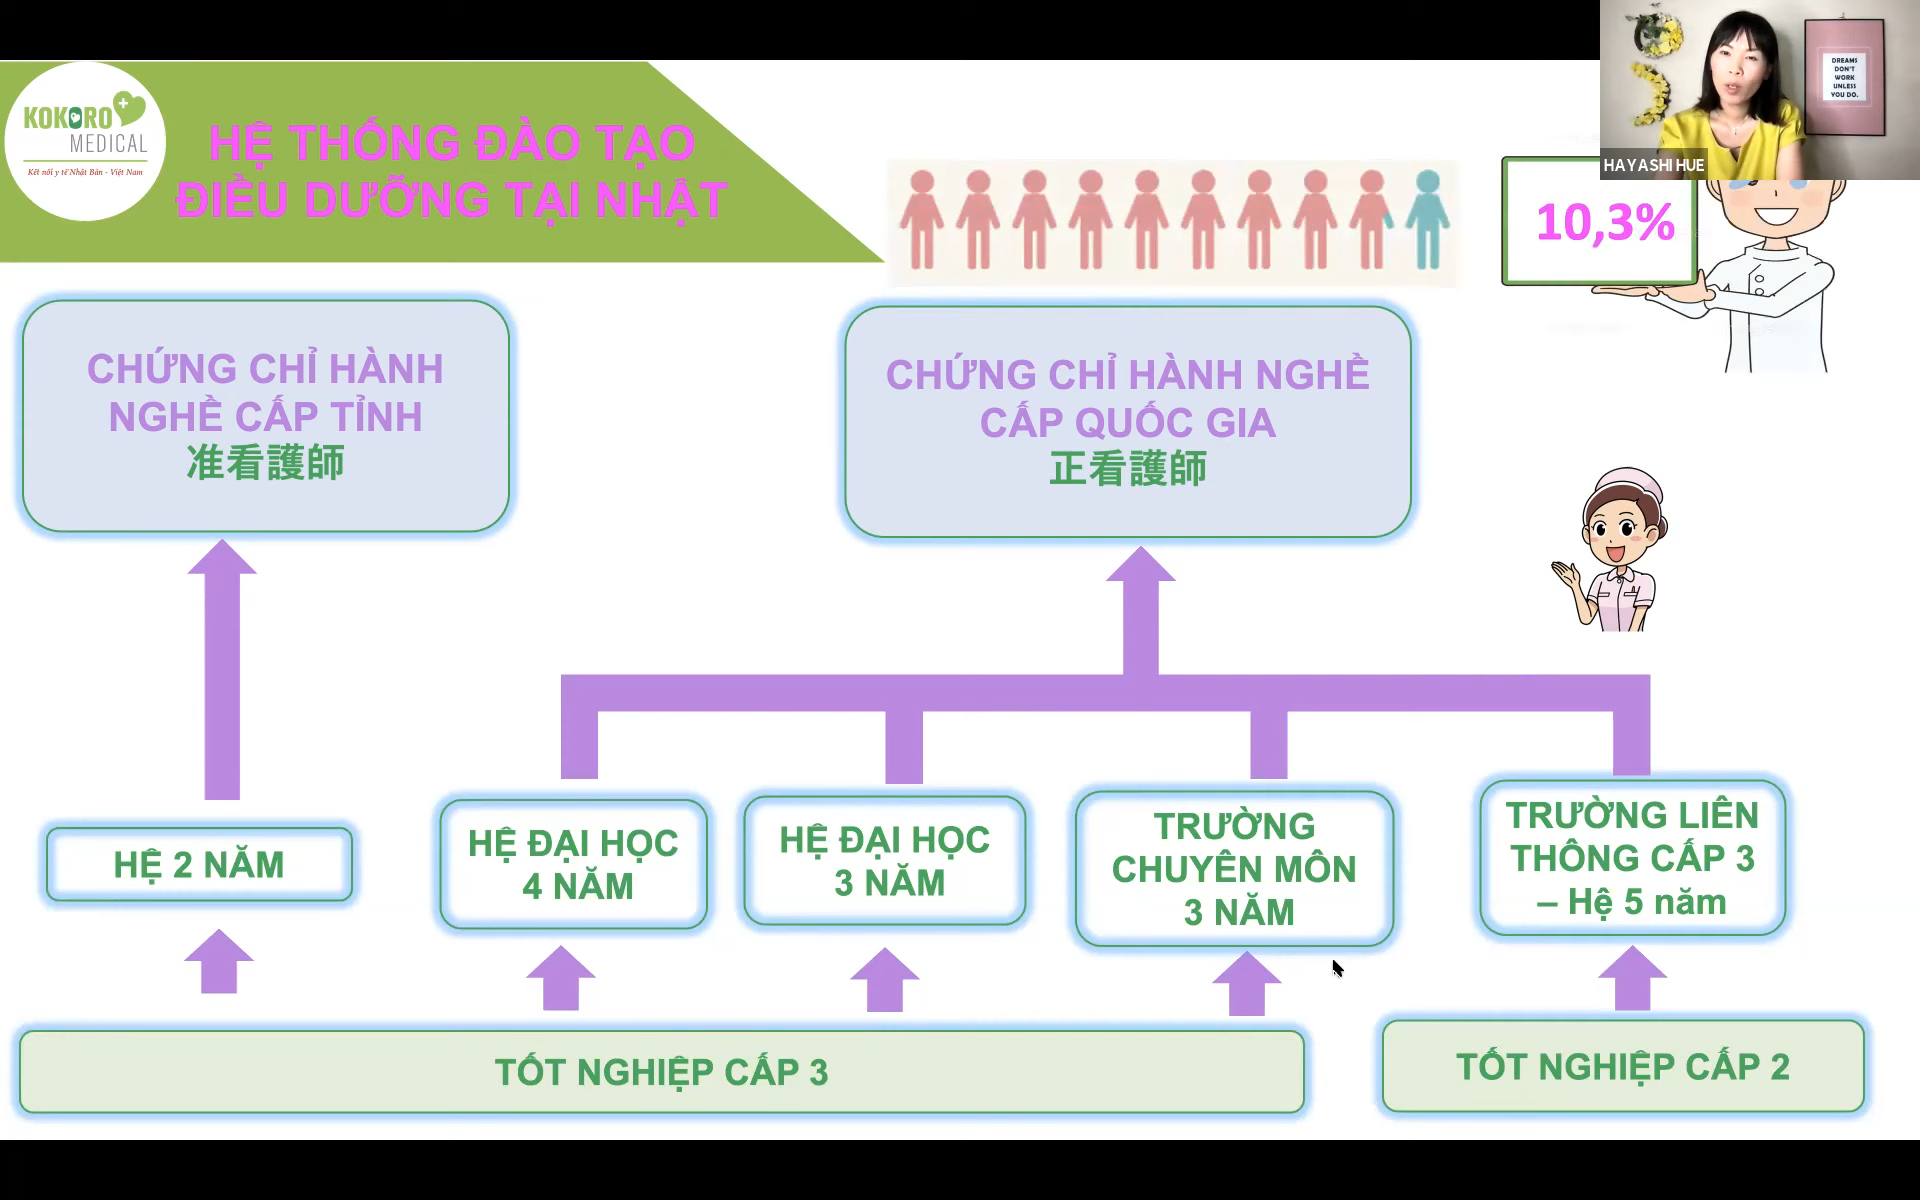 KOKORO
MEDICAL
Kết nối y tế Nhật Bản - Việt Nam
HỆ THỐNG ĐÀO TẠO
ĐIỀU DƯỠNG TẠI NHẬT
10,3%
DREAMS
DON'T
WORK
UNLESS
YOU DO.
HAYASHI HUE
CHỨNG CHỈ HÀNH
NGHỀ CẤP TỈNH
准看護師
CHỨNG CHỈ HÀNH NGHỀ
CẤP QUỐC GIA
正看護師
HỆ 2 NĂM
HỆ ĐẠI HỌC
4 NĂM
HỆ ĐẠI HỌC
3 NĂM
TRƯỜNG
CHUYÊN MÔN
3 NĂM
TRƯỜNG LIÊN
THÔNG CẤP 3
– Hệ 5 năm
TỐT NGHIỆP CẤP 3
TỐT NGHIỆP CẤP 2